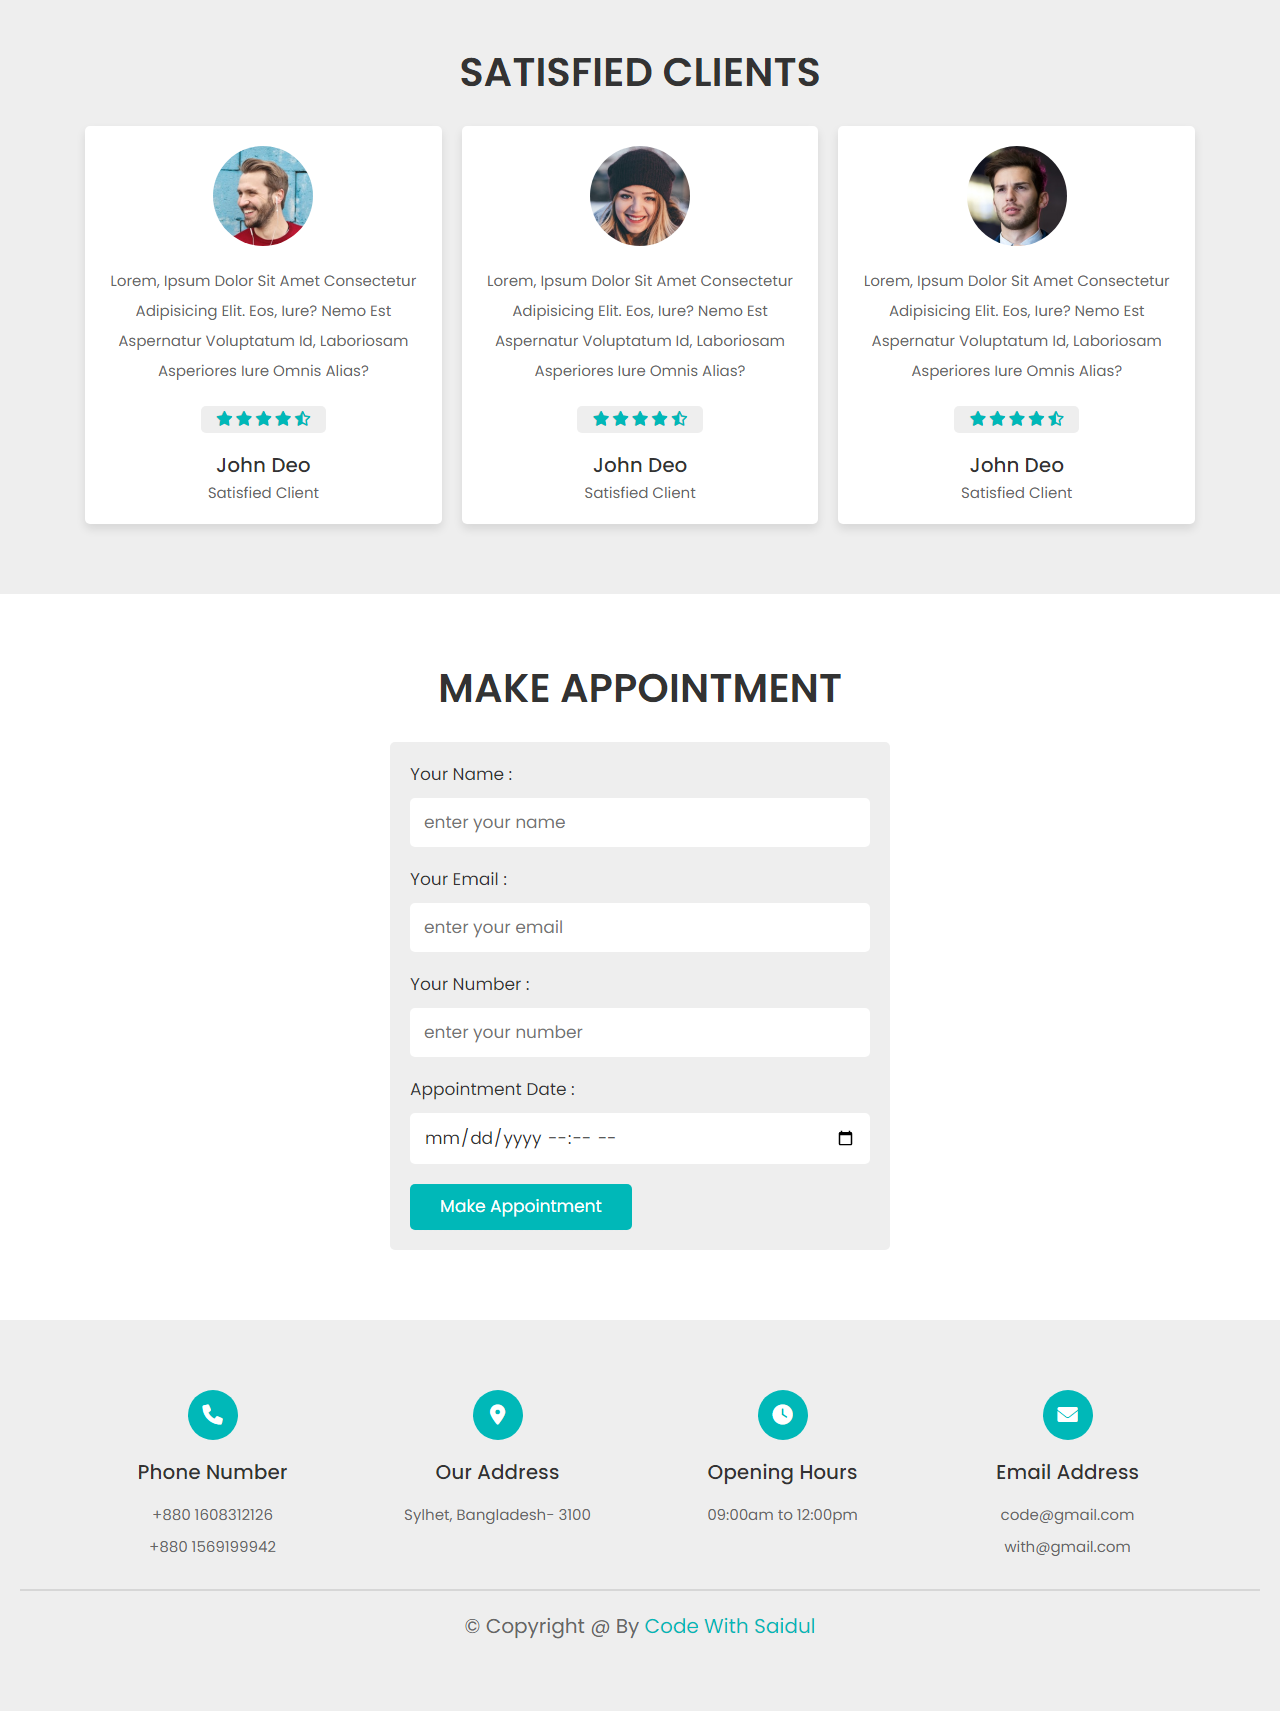 SATISFIED CLIENTS
Lorem, Ipsum Dolor Sit Amet Consectetur
Adipisicing Elit. Eos, Iure? Nemo Est
Aspernatur Voluptatum Id, Laboriosam
Asperiores Iure Omnis Alias?
John Deo
Satisfied Client
Lorem, Ipsum Dolor Sit Amet Consectetur
Adipisicing Elit. Eos, Iure? Nemo Est
Aspernatur Voluptatum Id, Laboriosam
Asperiores Iure Omnis Alias?
John Deo
Satisfied Client
Lorem, Ipsum Dolor Sit Amet Consectetur
Adipisicing Elit. Eos, Iure? Nemo Est
Aspernatur Voluptatum Id, Laboriosam
Asperiores Iure Omnis Alias?
John Deo
Satisfied Client
MAKE APPOINTMENT
Your Name :
enter your name
Your Email :
enter your email
Your Number :
enter your number
Appointment Date :
mm/dd/yyyy --:-- --
Make Appointment
Phone Number
+880 1608312126
+880 1569199942
Our Address
Sylhet, Bangladesh- 3100
Opening Hours
09:00am to 12:00pm
Email Address
code@gmail.com
with@gmail.com
© Copyright @ By Code With Saidul